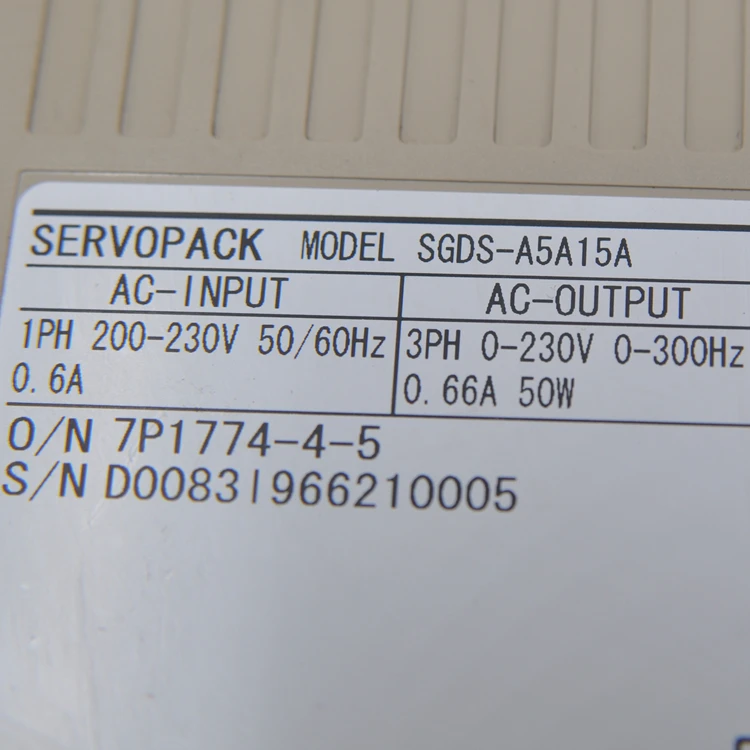 SERVOPACK MODEL SGDS-A5A15A
AC-INPUT AC-OUTPUT
1PH 200-230V 50/60Hz 3PH 0-230V 0-300Hz
0.6A 0.66A 50W
O/N 7P1774-4-5
S/N D0083I966210005